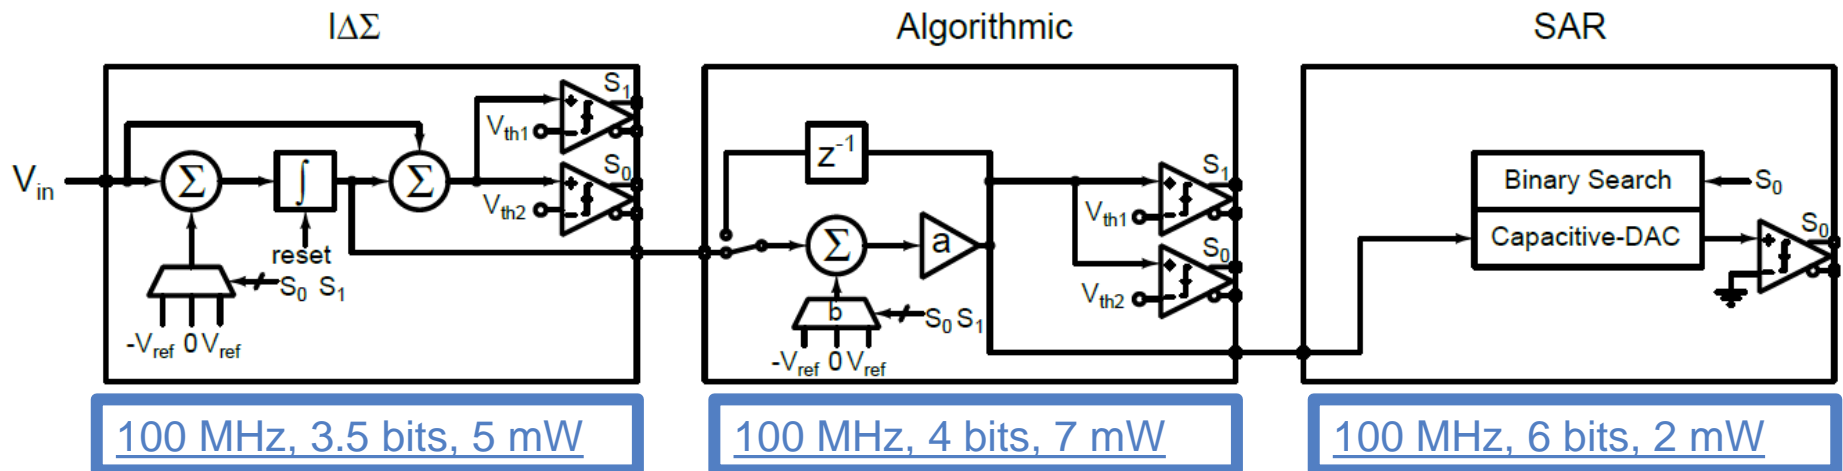 IΔΣ
Algorithmic
SAR
V_in
Σ
∫
reset
S_0 S_1
-V_ref 0 V_ref
Σ
V_th1
+
-
S_1
V_th2
+
-
S_0
z^-1
Σ
a
b
S_0 S_1
-V_ref 0 V_ref
V_th1
S_1
V_th2
S_0
Binary Search
S_0
Capacitive-DAC
+
-
S_0
100 MHz, 3.5 bits, 5 mW
100 MHz, 4 bits, 7 mW
100 MHz, 6 bits, 2 mW